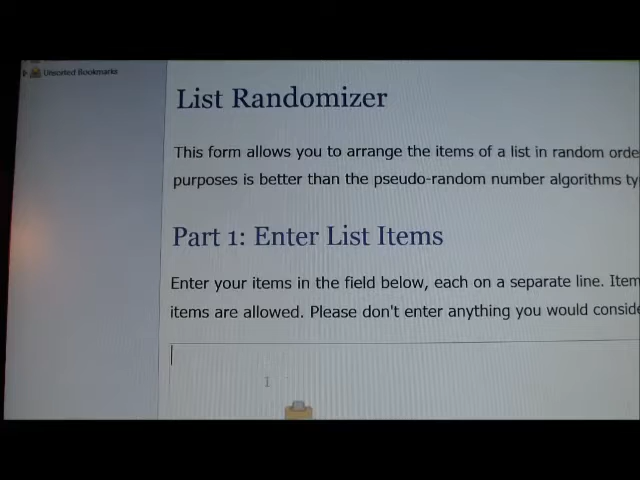 Unsorted Bookmarks
List Randomizer
This form allows you to arrange the items of a list in random orde
purposes is better than the pseudo-random number algorithms ty
Part 1: Enter List Items
Enter your items in the field below, each on a separate line. Item
items are allowed. Please don't enter anything you would conside
1